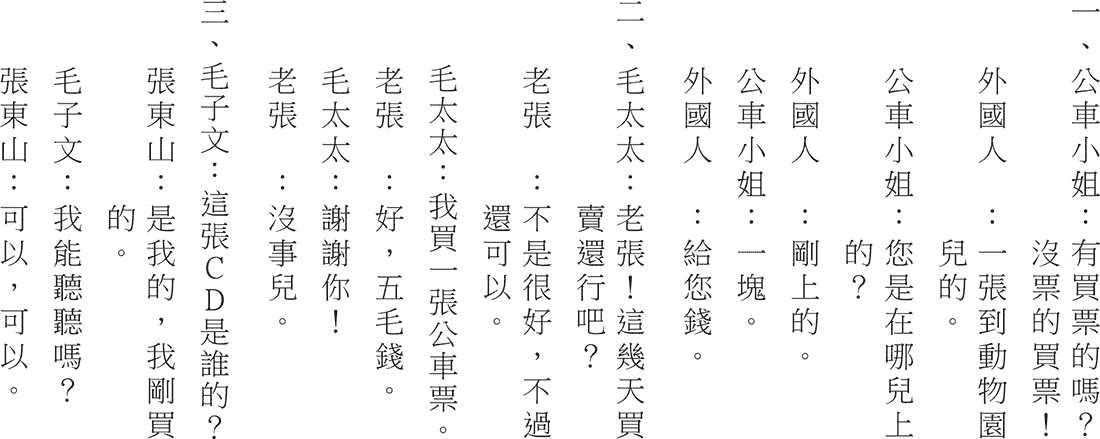 一、公車小姐：有買票的嗎？
沒票的買票！
外國人：一張到動物園
兒的。
公車小姐：您是在哪兒上
的？
外國人：剛上的。
公車小姐：一塊。
外國人：給您錢。
二、毛太太：老張！這幾天買
賣還行吧？
老張：不是很好，不過
還可以。
毛太太：我買一張公車票。
老張：好，五毛錢。
毛太太：謝謝你！
老張：沒事兒。
三、毛子文：這張CD是誰的？
張東山：是我的，我剛買
的。
毛子文：我能聽聽嗎？
張東山：可以，可以。